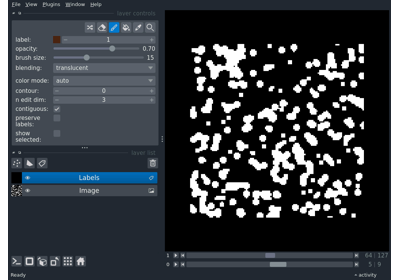 File View Plugins Window Help
layer controls
label: 1
opacity: 0.70
brush size: 15
blending: translucent
color mode: auto
contour: 0
n edit dim: 3
contiguous:
preserve
labels:
show
selected:
layer list
Labels
Image
1 64 127
0 5 9
Ready activity